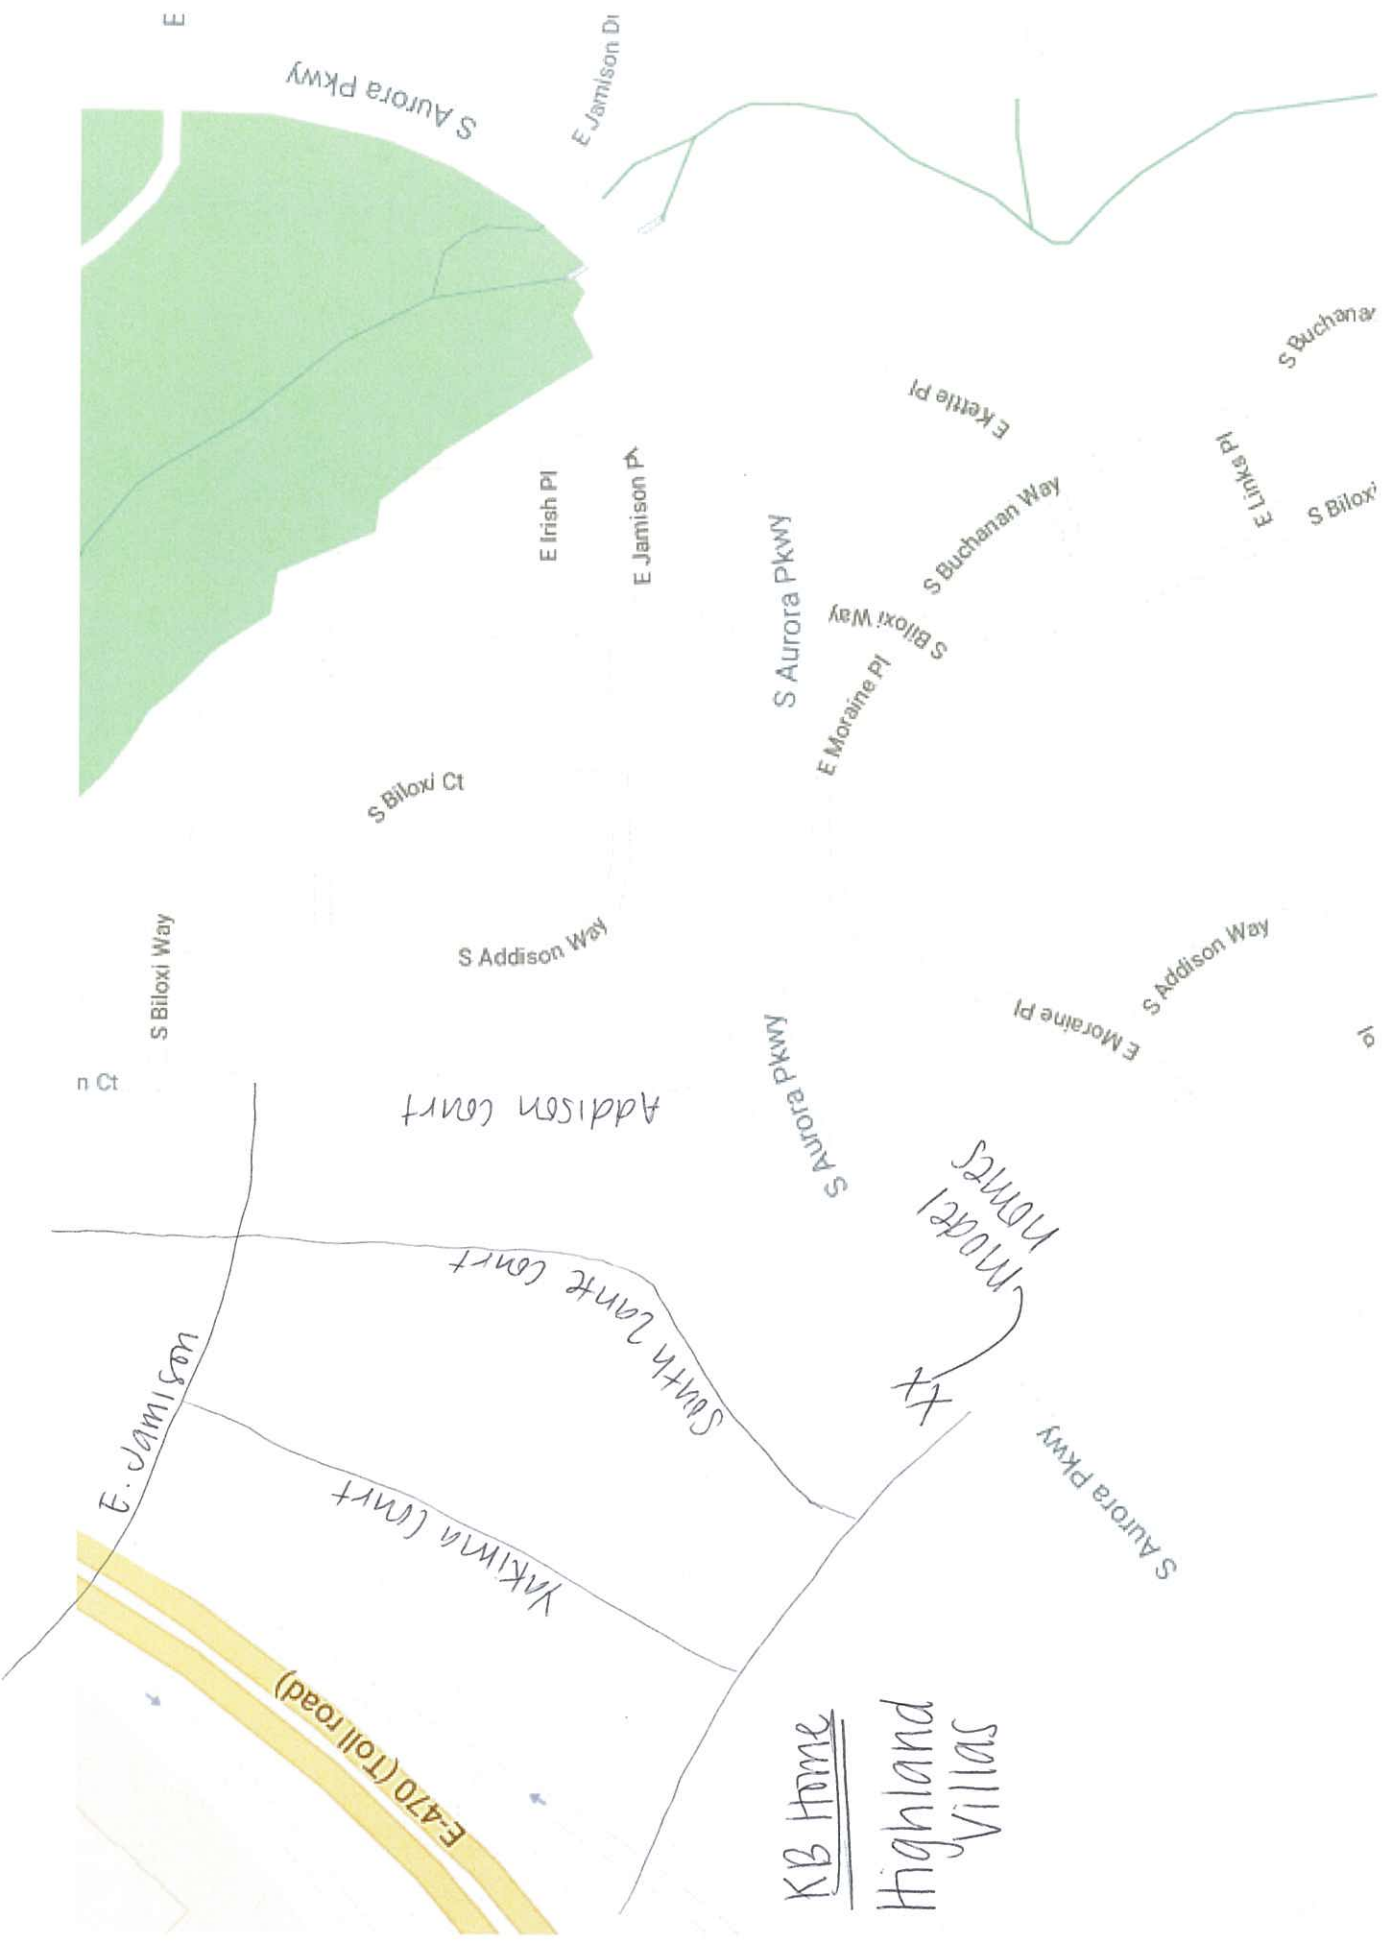 E
S Aurora Pkwy
E Jamison Dr
S Buchanan
E Kettle Pl
E Links Pl
S Biloxi
E Irish Pl
E Jamison Pl
S Aurora Pkwy
S Buchanan Way
S Biloxi Way
E Moraine Pl
S Biloxi Ct
S Biloxi Way
S Addison Way
S Addison Way
E Moraine Pl
Pl
n Ct
Addison Court
S Aurora Pkwy
model
homes
XX
South Zante Court
E. Jamison
Yakima Court
S Aurora Pkwy
E-470 (Toll road)
KB Home
Highland
Villas